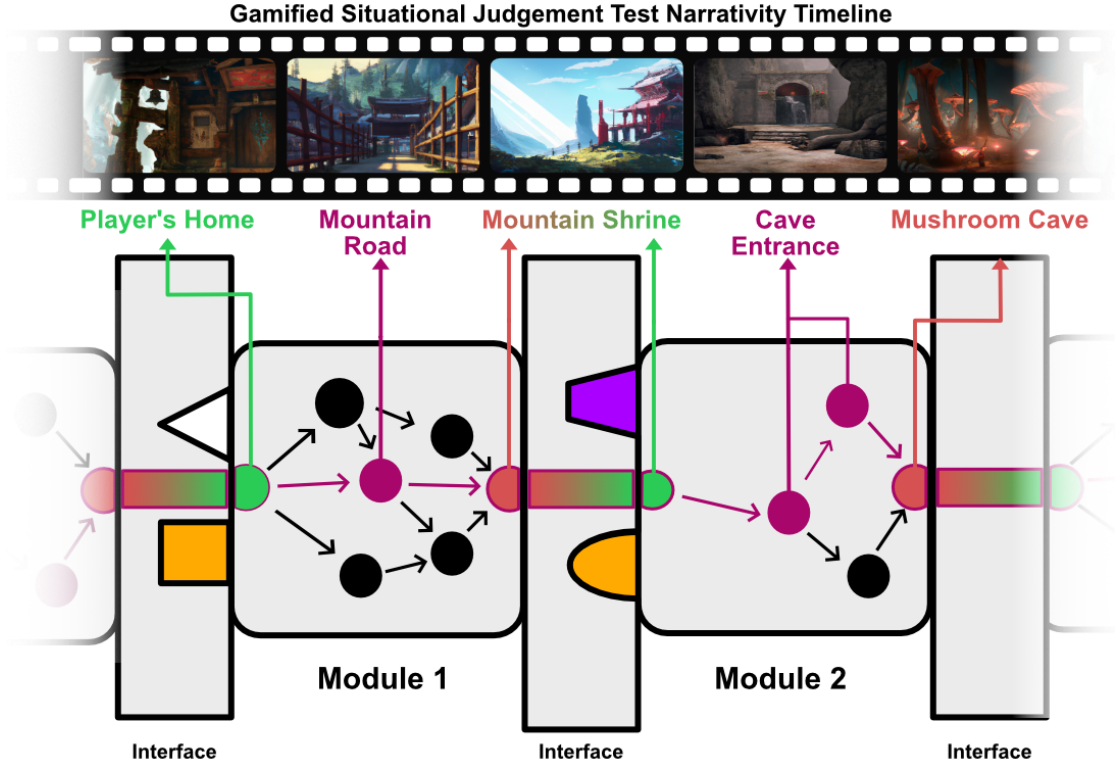 Gamified Situational Judgement Test Narrativity Timeline
Player's Home
Mountain
Road
Mountain Shrine
Cave
Entrance
Mushroom Cave
Module 1
Module 2
Interface
Interface
Interface